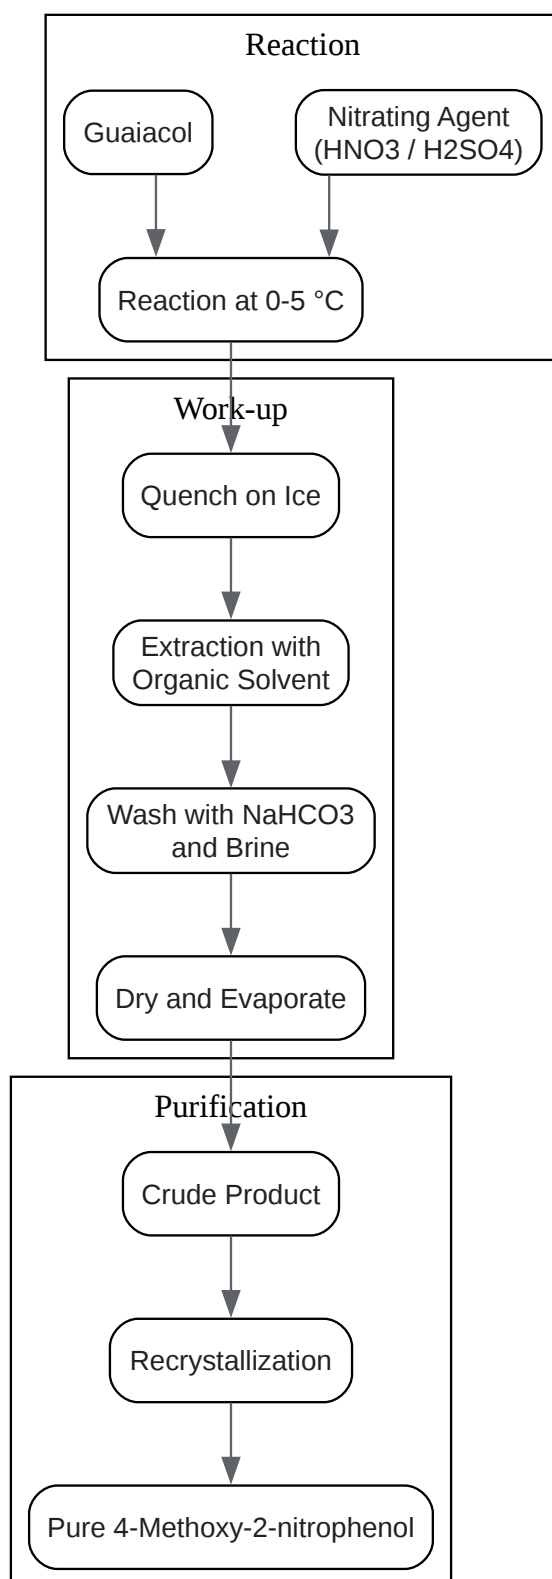 Reaction
Guaiacol
Nitrating Agent
(HNO3 / H2SO4)
Reaction at 0-5 °C
Work-up
Quench on Ice
Extraction with
Organic Solvent
Wash with NaHCO3
and Brine
Dry and Evaporate
Purification
Crude Product
Recrystallization
Pure 4-Methoxy-2-nitrophenol